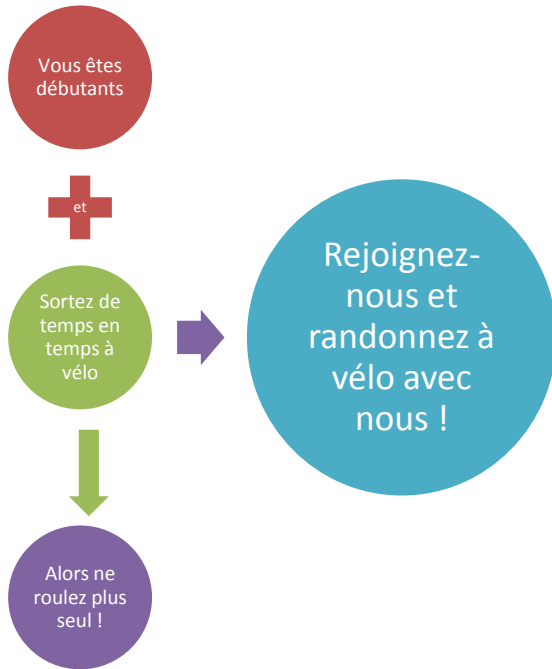 Vous êtes
débutants
et
Sortez de
temps en
temps à
vélo
Alors ne
roulez plus
seul !
Rejoignez-
nous et
randonnez à
vélo avec
nous !